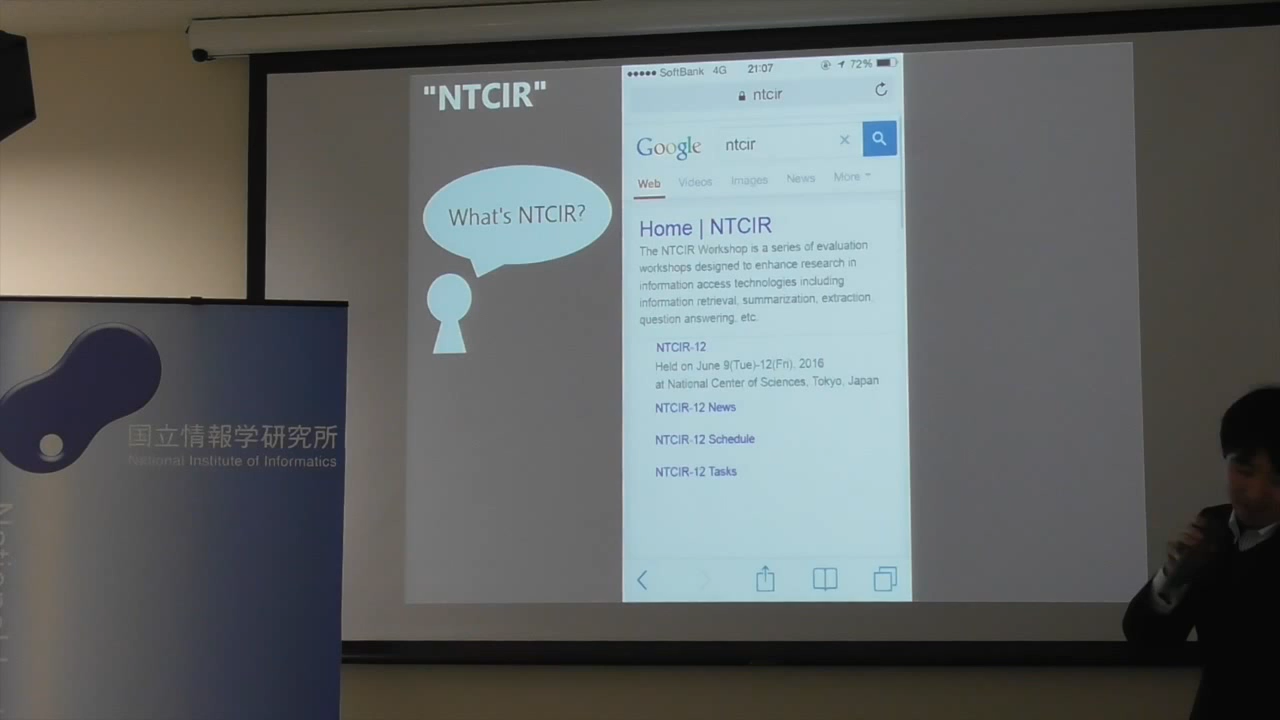 "NTCIR"
What's NTCIR?
SoftBank 4G 21:07 72%
ntcir
Google ntcir
Web Videos Images News More
Home | NTCIR
The NTCIR Workshop is a series of evaluation
workshops designed to enhance research in
information access technologies including
information retrieval, summarization, extraction,
question answering, etc.
NTCIR-12
Held on June 9(Tue)-12(Fri), 2016
at National Center of Sciences, Tokyo, Japan
NTCIR-12 News
NTCIR-12 Schedule
NTCIR-12 Tasks
国立情報学研究所
National Institute of Informatics